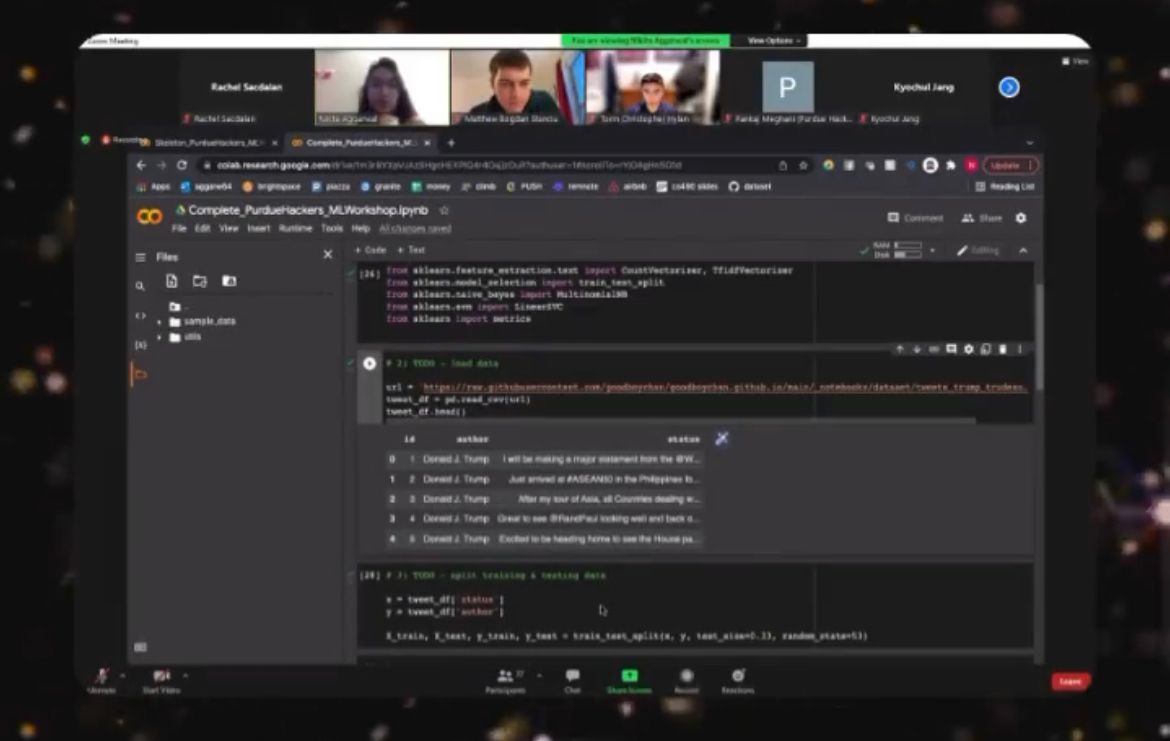 Zoom Meeting
You are viewing Nikita Aggarwal's screen
View Options
View
Rachel Sacdalan
P
Kyochul Jang
Rachel Sacdalan
Nikita Aggarwal
Matthew Bogdan Stanciu
Pankaj Meghani (Purdue Hack...
Kyochul Jang
Recording
Skeleton_PurdueHackers_ML
Complete_PurdueHackers_M...
colab.research.google.com
Update
Apps
aggarw64
brightspace
piazza
granite
money
climb
PUSH
remnote
airbnb
cs490 slides
dataset
Reading List
Complete_PurdueHackers_MLWorkshop.ipynb
File Edit View Insert Runtime Tools Help All changes saved
Comment
Share
Files
+ Code + Text
RAM
Disk
Editing
..
sample_data
utils
[26] from sklearn.feature_extraction.text import CountVectorizer, TfidfVectorizer
from sklearn.model_selection import train_test_split
from sklearn.naive_bayes import MultinomialNB
from sklearn.svm import LinearSVC
from sklearn import metrics
# 2) TODO - load data
url = 'https://raw.githubusercontent.com/goodboychan/goodboychan.github.io/main/_notebooks/dataset/tweets_trump_trudeau.
tweet_df = pd.read_csv(url)
tweet_df.head()
id author status
0 1 Donald J. Trump I will be making a major statement from the @W...
1 2 Donald J. Trump Just arrived at #ASEAN50 in the Philippines fo...
2 3 Donald J. Trump After my tour of Asia, all Countries dealing w...
3 4 Donald J. Trump Great to see @RandPaul looking well and back o...
4 5 Donald J. Trump Excited to be heading home to see the House pa...
[28] # 3) TODO - split training & testing data
x = tweet_df['status']
y = tweet_df['author']
X_train, X_test, y_train, y_test = train_test_split(x, y, test_size=0.33, random_state=53)
Unmute
Start Video
Participants
Chat
Share Screen
Record
Reactions
Leave